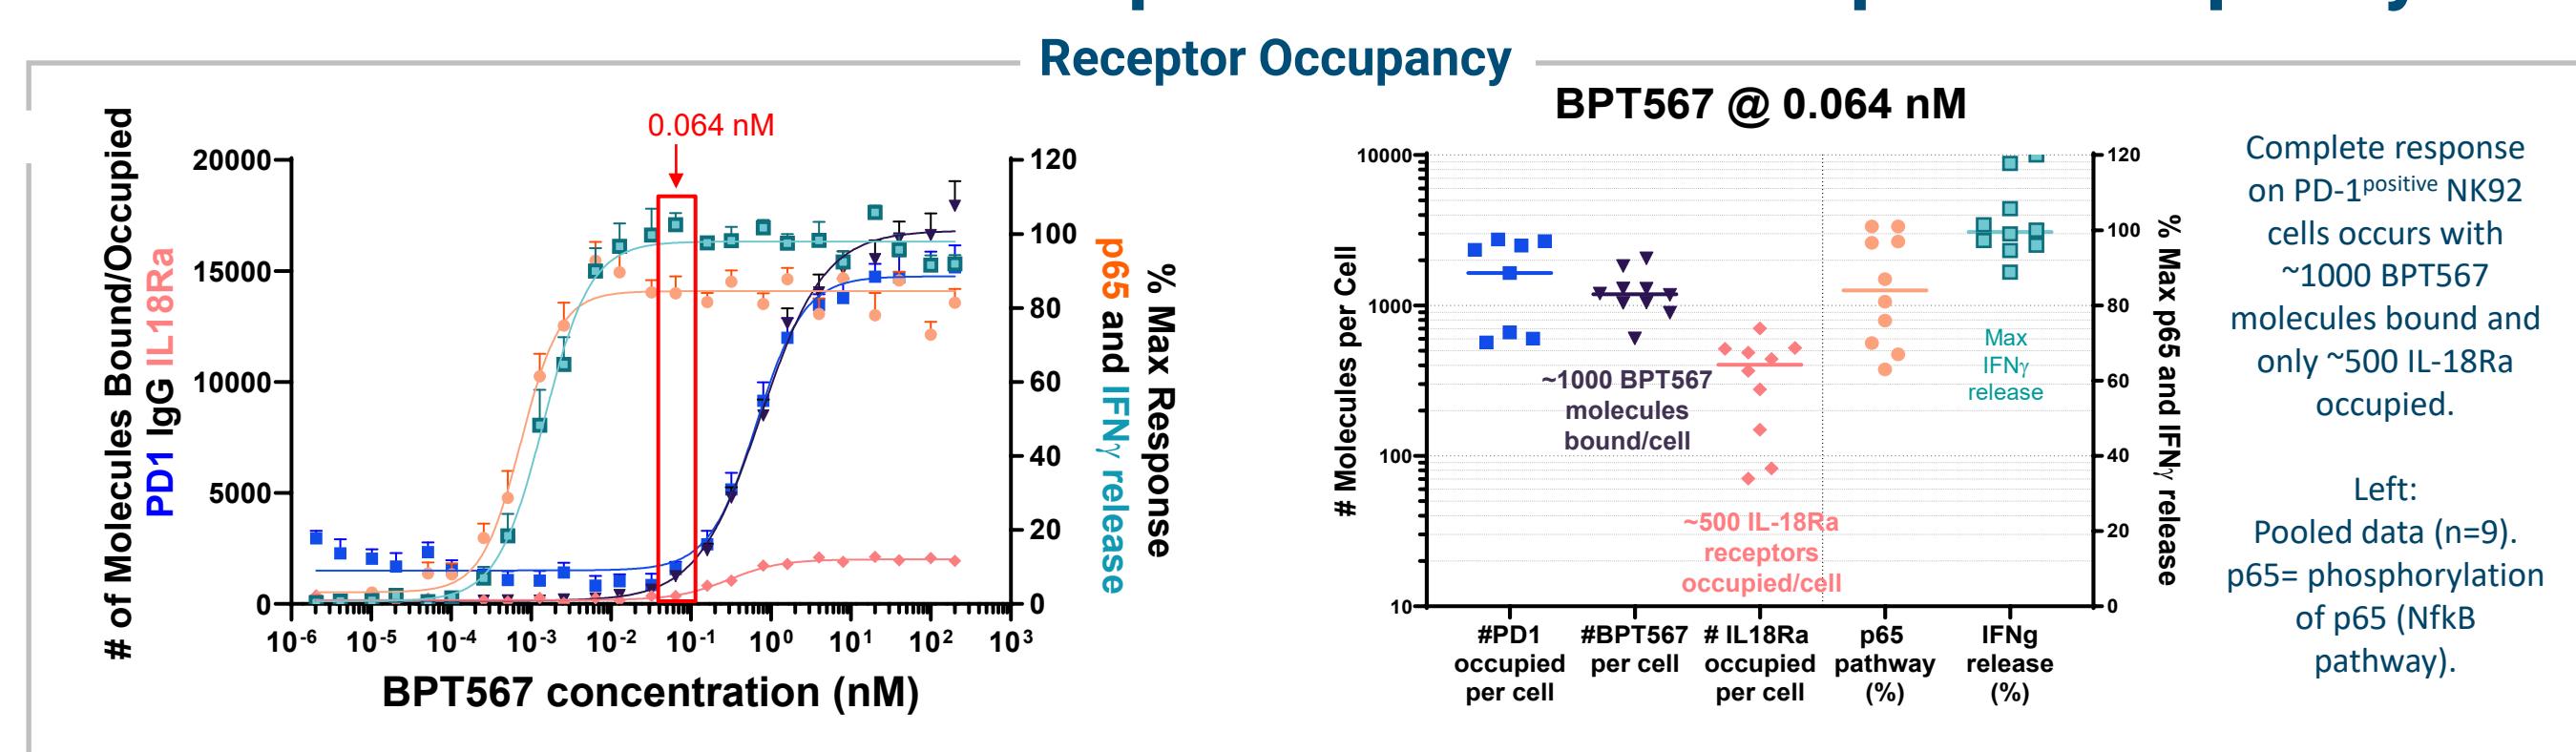 Receptor Occupancy
# of Molecules Bound/Occupied
PD1 IgG IL18Ra
20000
15000
10000
5000
0
0.064 nM
120
100
80
60
40
20
0
p65 and IFNγ release
% Max Response
10-6 10-5 10-4 10-3 10-2 10-1 100 101 102 103
BPT567 concentration (nM)
BPT567 @ 0.064 nM
# Molecules per Cell
10000
1000
100
10
~1000 BPT567
molecules
bound/cell
~500 IL-18Ra
receptors
occupied/cell
Max
IFNγ
release
120
100
80
60
40
20
0
% Max p65 and IFNγ release
#PD1
occupied
per cell
#BPT567
per cell
# IL18Ra
occupied
per cell
p65
pathway
(%)
IFNg
release
(%)
Complete response
on PD-1positive NK92
cells occurs with
~1000 BPT567
molecules bound and
only ~500 IL-18Ra
occupied.
Left:
Pooled data (n=9).
p65= phosphorylation
of p65 (NfkB
pathway).